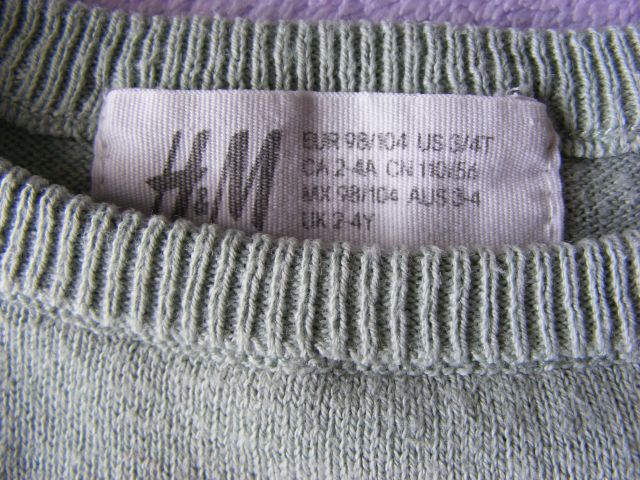 H&M
EUR 98/104 US 3/4T
CA 2-4A CN 110/56
MX 98/104 AUS 3-4
UK 2-4Y